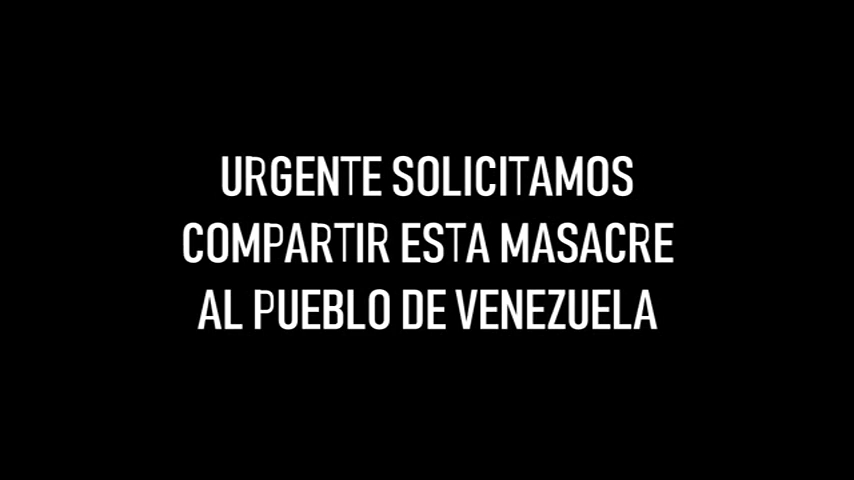 URGENTE SOLICITAMOS
COMPARTIR ESTA MASACRE
AL PUEBLO DE VENEZUELA